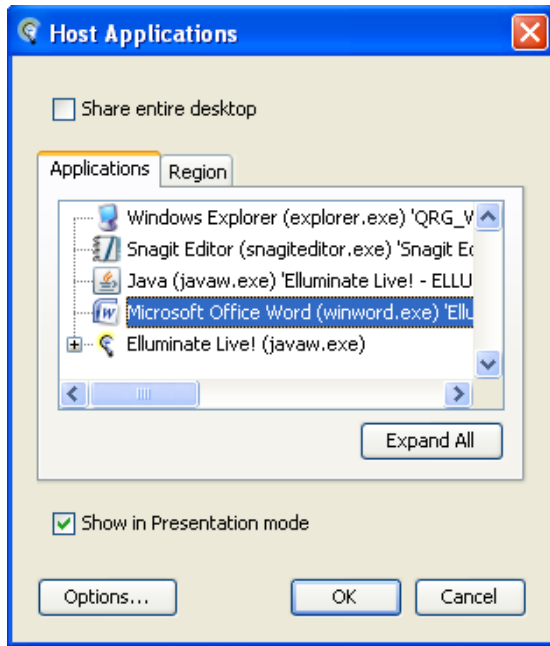 Host Applications
Share entire desktop
Applications Region
Windows Explorer (explorer.exe) 'QRG_V
Snagit Editor (snagiteditor.exe) 'Snagit Ed
Java (javaw.exe) 'Elluminate Live! - ELLU
Microsoft Office Word (winword.exe) 'Ellu
Elluminate Live! (javaw.exe)
Expand All
Show in Presentation mode
Options... OK Cancel